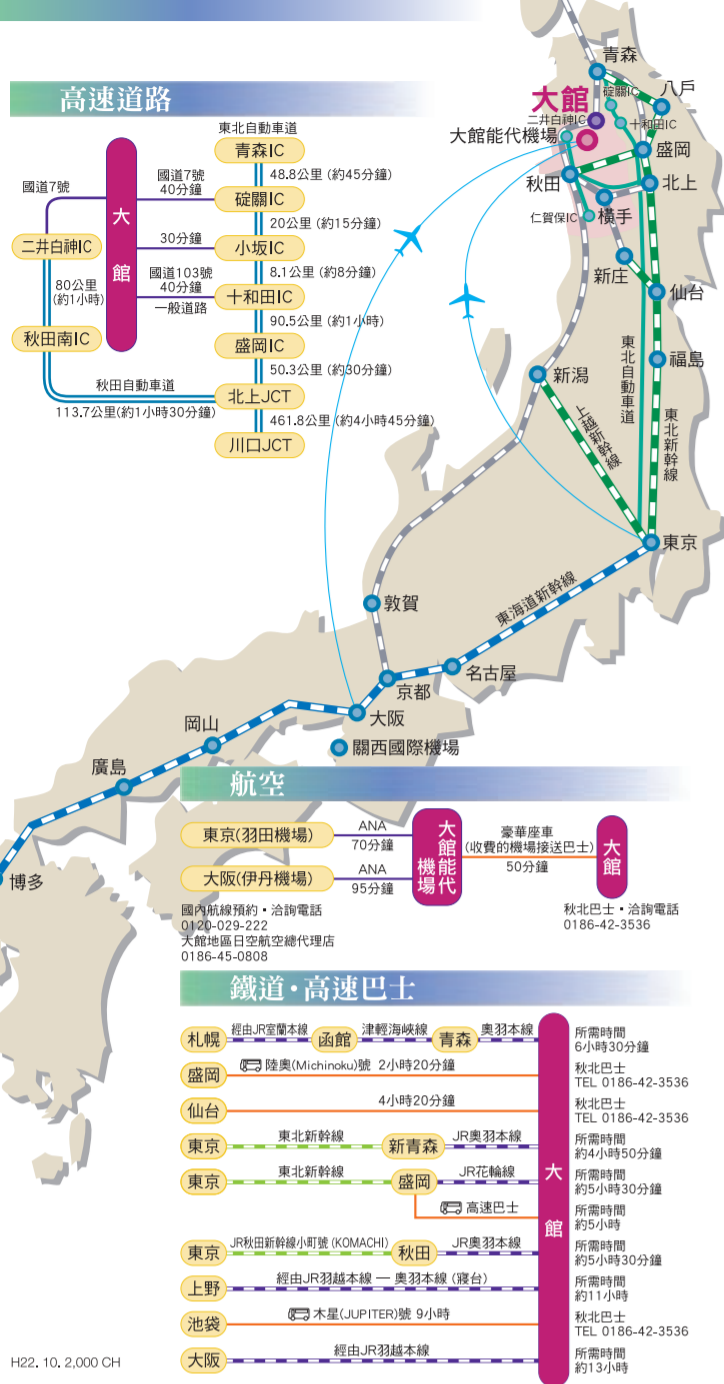 高速道路
東北自動車道
青森IC
48.8公里 (約45分鐘)
國道7號
國道7號
40分鐘
碇關IC
20公里 (約15分鐘)
大館
二井白神IC
30分鐘
小坂IC
8.1公里 (約8分鐘)
80公里
(約1小時)
國道103號
40分鐘
一般道路
十和田IC
90.5公里 (約1小時)
秋田南IC
盛岡IC
50.3公里 (約30分鐘)
秋田自動車道
113.7公里(約1小時30分鐘)
北上JCT
461.8公里 (約4小時45分鐘)
川口JCT
青森
八戶
碇關IC
大館
二井白神IC
十和田IC
大館能代機場
盛岡
秋田
北上
仁賀保IC
橫手
新庄
仙台
東北自動車道
福島
新潟
上越新幹線
東北新幹線
東京
東海道新幹線
敦賀
名古屋
京都
大阪
岡山
關西國際機場
廣島
博多
航空
東京(羽田機場)
ANA
70分鐘
大館能代機場
豪華座車
(收費的機場接送巴士)
50分鐘
大館
大阪(伊丹機場)
ANA
95分鐘
國內航線預約・洽詢電話
0120-029-222
大館地區日空航空總代理店
0186-45-0808
秋北巴士・洽詢電話
0186-42-3536
鐵道・高速巴士
札幌 經由JR室蘭本線 函館 津輕海峽線 青森 奧羽本線 所需時間
6小時30分鐘
盛岡 陸奧(Michinoku)號 2小時20分鐘 秋北巴士
TEL 0186-42-3536
仙台 4小時20分鐘 秋北巴士
TEL 0186-42-3536
東京 東北新幹線 新青森 JR奧羽本線 所需時間
約4小時50分鐘
東京 東北新幹線 盛岡 JR花輪線 所需時間
約5小時30分鐘
高速巴士 所需時間
約5小時
大館
東京 JR秋田新幹線小町號 (KOMACHI) 秋田 JR奧羽本線 所需時間
約5小時30分鐘
上野 經由JR羽越本線 — 奧羽本線 (寢台) 所需時間
約11小時
池袋 木星(JUPITER)號 9小時 秋北巴士
TEL 0186-42-3536
大阪 經由JR羽越本線 所需時間
約13小時
H22. 10. 2,000 CH